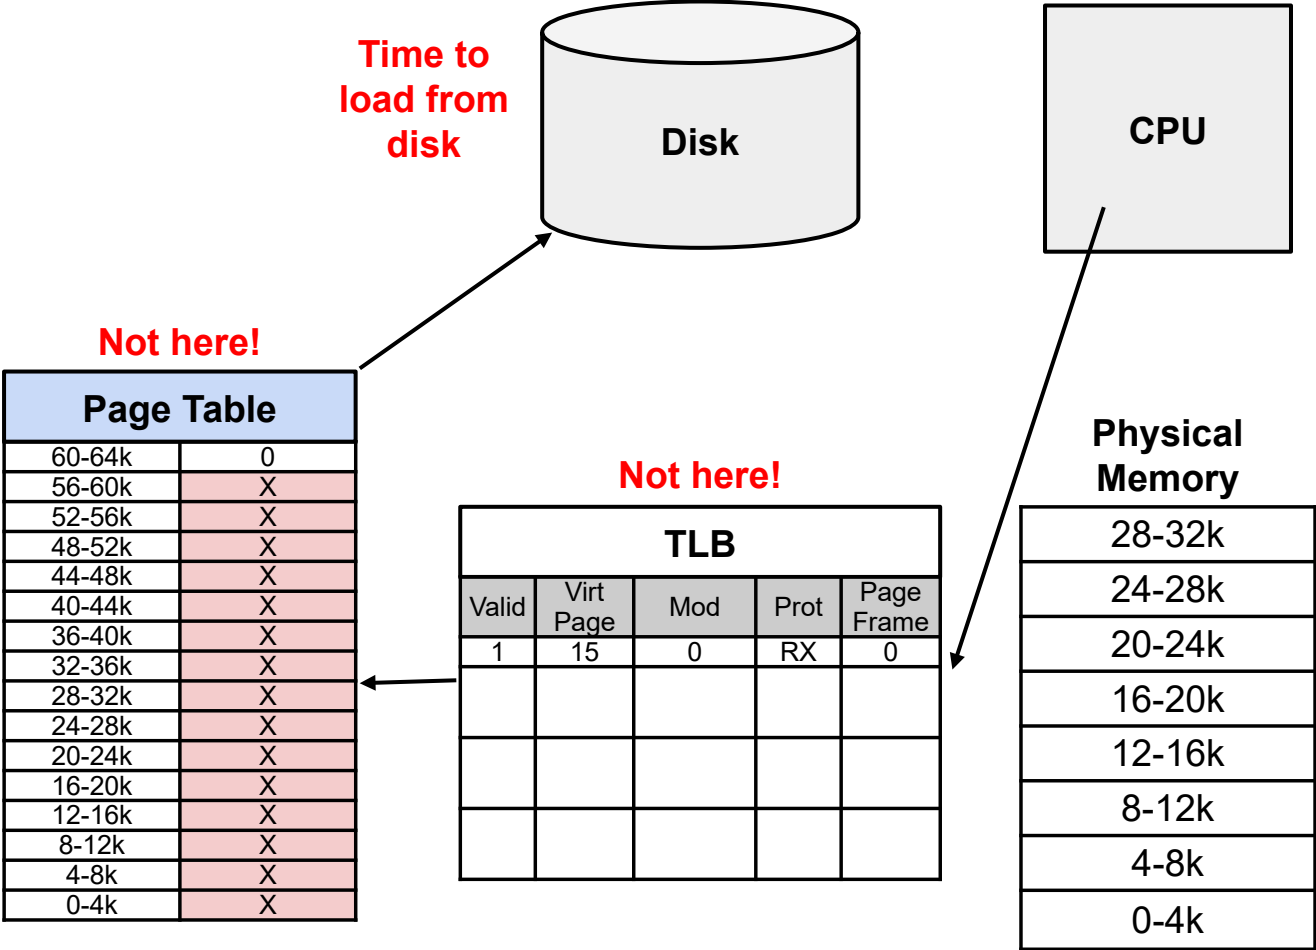 Time to
load from
disk
Disk
CPU
Not here!
Page Table
60-64k 0
56-60k X
52-56k X
48-52k X
44-48k X
40-44k X
36-40k X
32-36k X
28-32k X
24-28k X
20-24k X
16-20k X
12-16k X
8-12k X
4-8k X
0-4k X
Not here!
TLB
Valid Virt Page Mod Prot Page Frame
1 15 0 RX 0
Physical
Memory
28-32k
24-28k
20-24k
16-20k
12-16k
8-12k
4-8k
0-4k